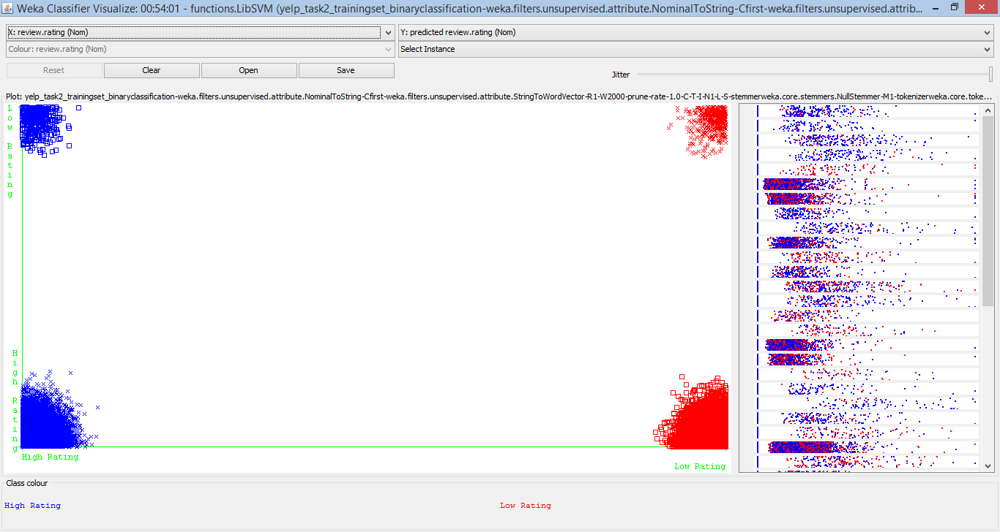 Weka Classifier Visualize: 00:54:01 - functions.LibSVM (yelp_task2_trainingset_binaryclassification-weka.filters.unsupervised.attribute.NominalToString-Cfirst-weka.filters.unsupervised.attrib...
X: review.rating (Nom)
Y: predicted review.rating (Nom)
Colour: review.rating (Nom)
Select Instance
Reset
Clear
Open
Save
Jitter
Plot: yelp_task2_trainingset_binaryclassification-weka.filters.unsupervised.attribute.NominalToString-Cfirst-weka.filters.unsupervised.attribute.StringToWordVector-R1-W2000-prune-rate-1.0-C-T-I-N1-L-S-stemmerweka.core.stemmers.NullStemmer-M1-tokenizerweka.core.toke...
Low Rating
High Rating
High Rating
Low Rating
Class colour
High Rating
Low Rating